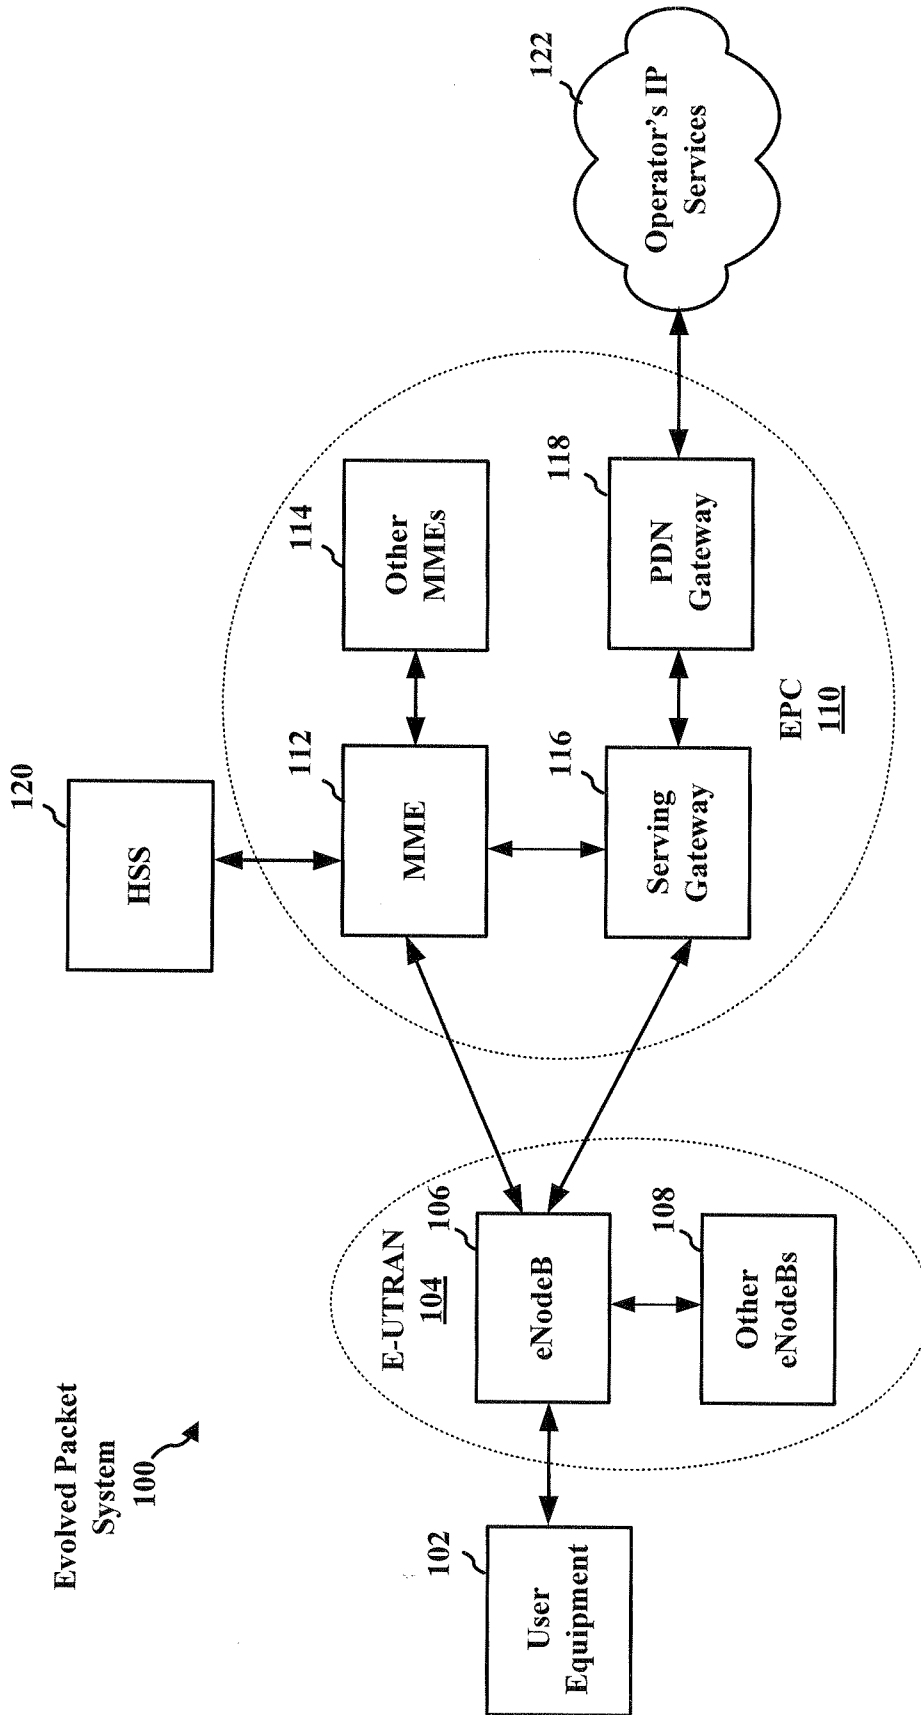 Evolved Packet
System
100
102
User
Equipment
E-UTRAN
104
106
eNodeB
108
Other
eNodeBs
120
HSS
112
MME
114
Other
MMEs
116
Serving
Gateway
118
PDN
Gateway
EPC
110
122
Operator's IP
Services